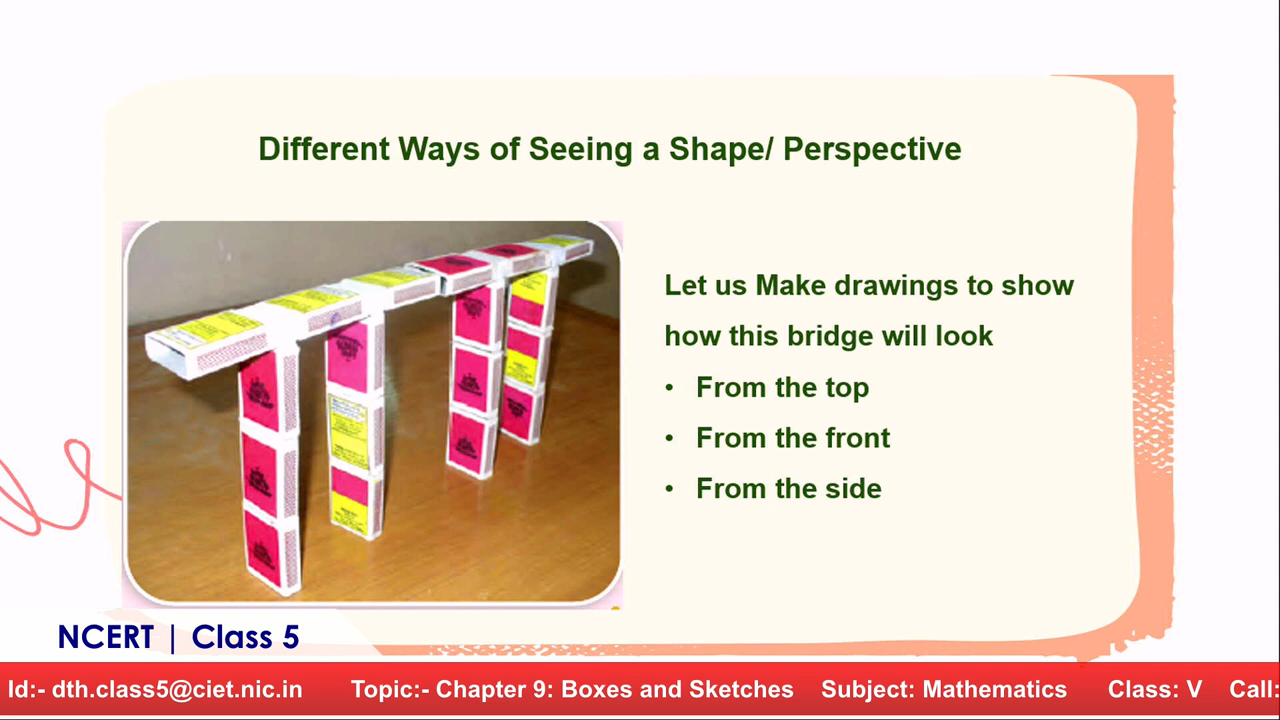 Different Ways of Seeing a Shape/ Perspective
Let us Make drawings to show
how this bridge will look
• From the top
• From the front
• From the side
NCERT | Class 5
Id:- dth.class5@ciet.nic.in Topic:- Chapter 9: Boxes and Sketches Subject: Mathematics Class: V Call: